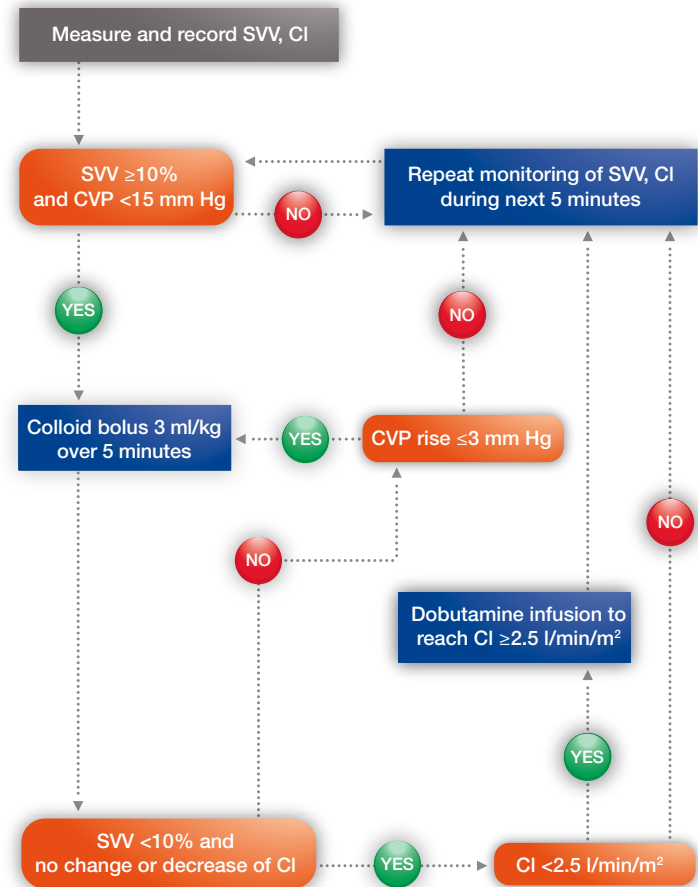 Measure and record SVV, CI
SVV ≥10%
and CVP <15 mm Hg
Repeat monitoring of SVV, CI
during next 5 minutes
NO
YES
NO
Colloid bolus 3 ml/kg
over 5 minutes
YES
CVP rise ≤3 mm Hg
NO
NO
Dobutamine infusion to
reach CI ≥2.5 l/min/m²
YES
SVV <10% and
no change or decrease of CI
YES
CI <2.5 l/min/m²